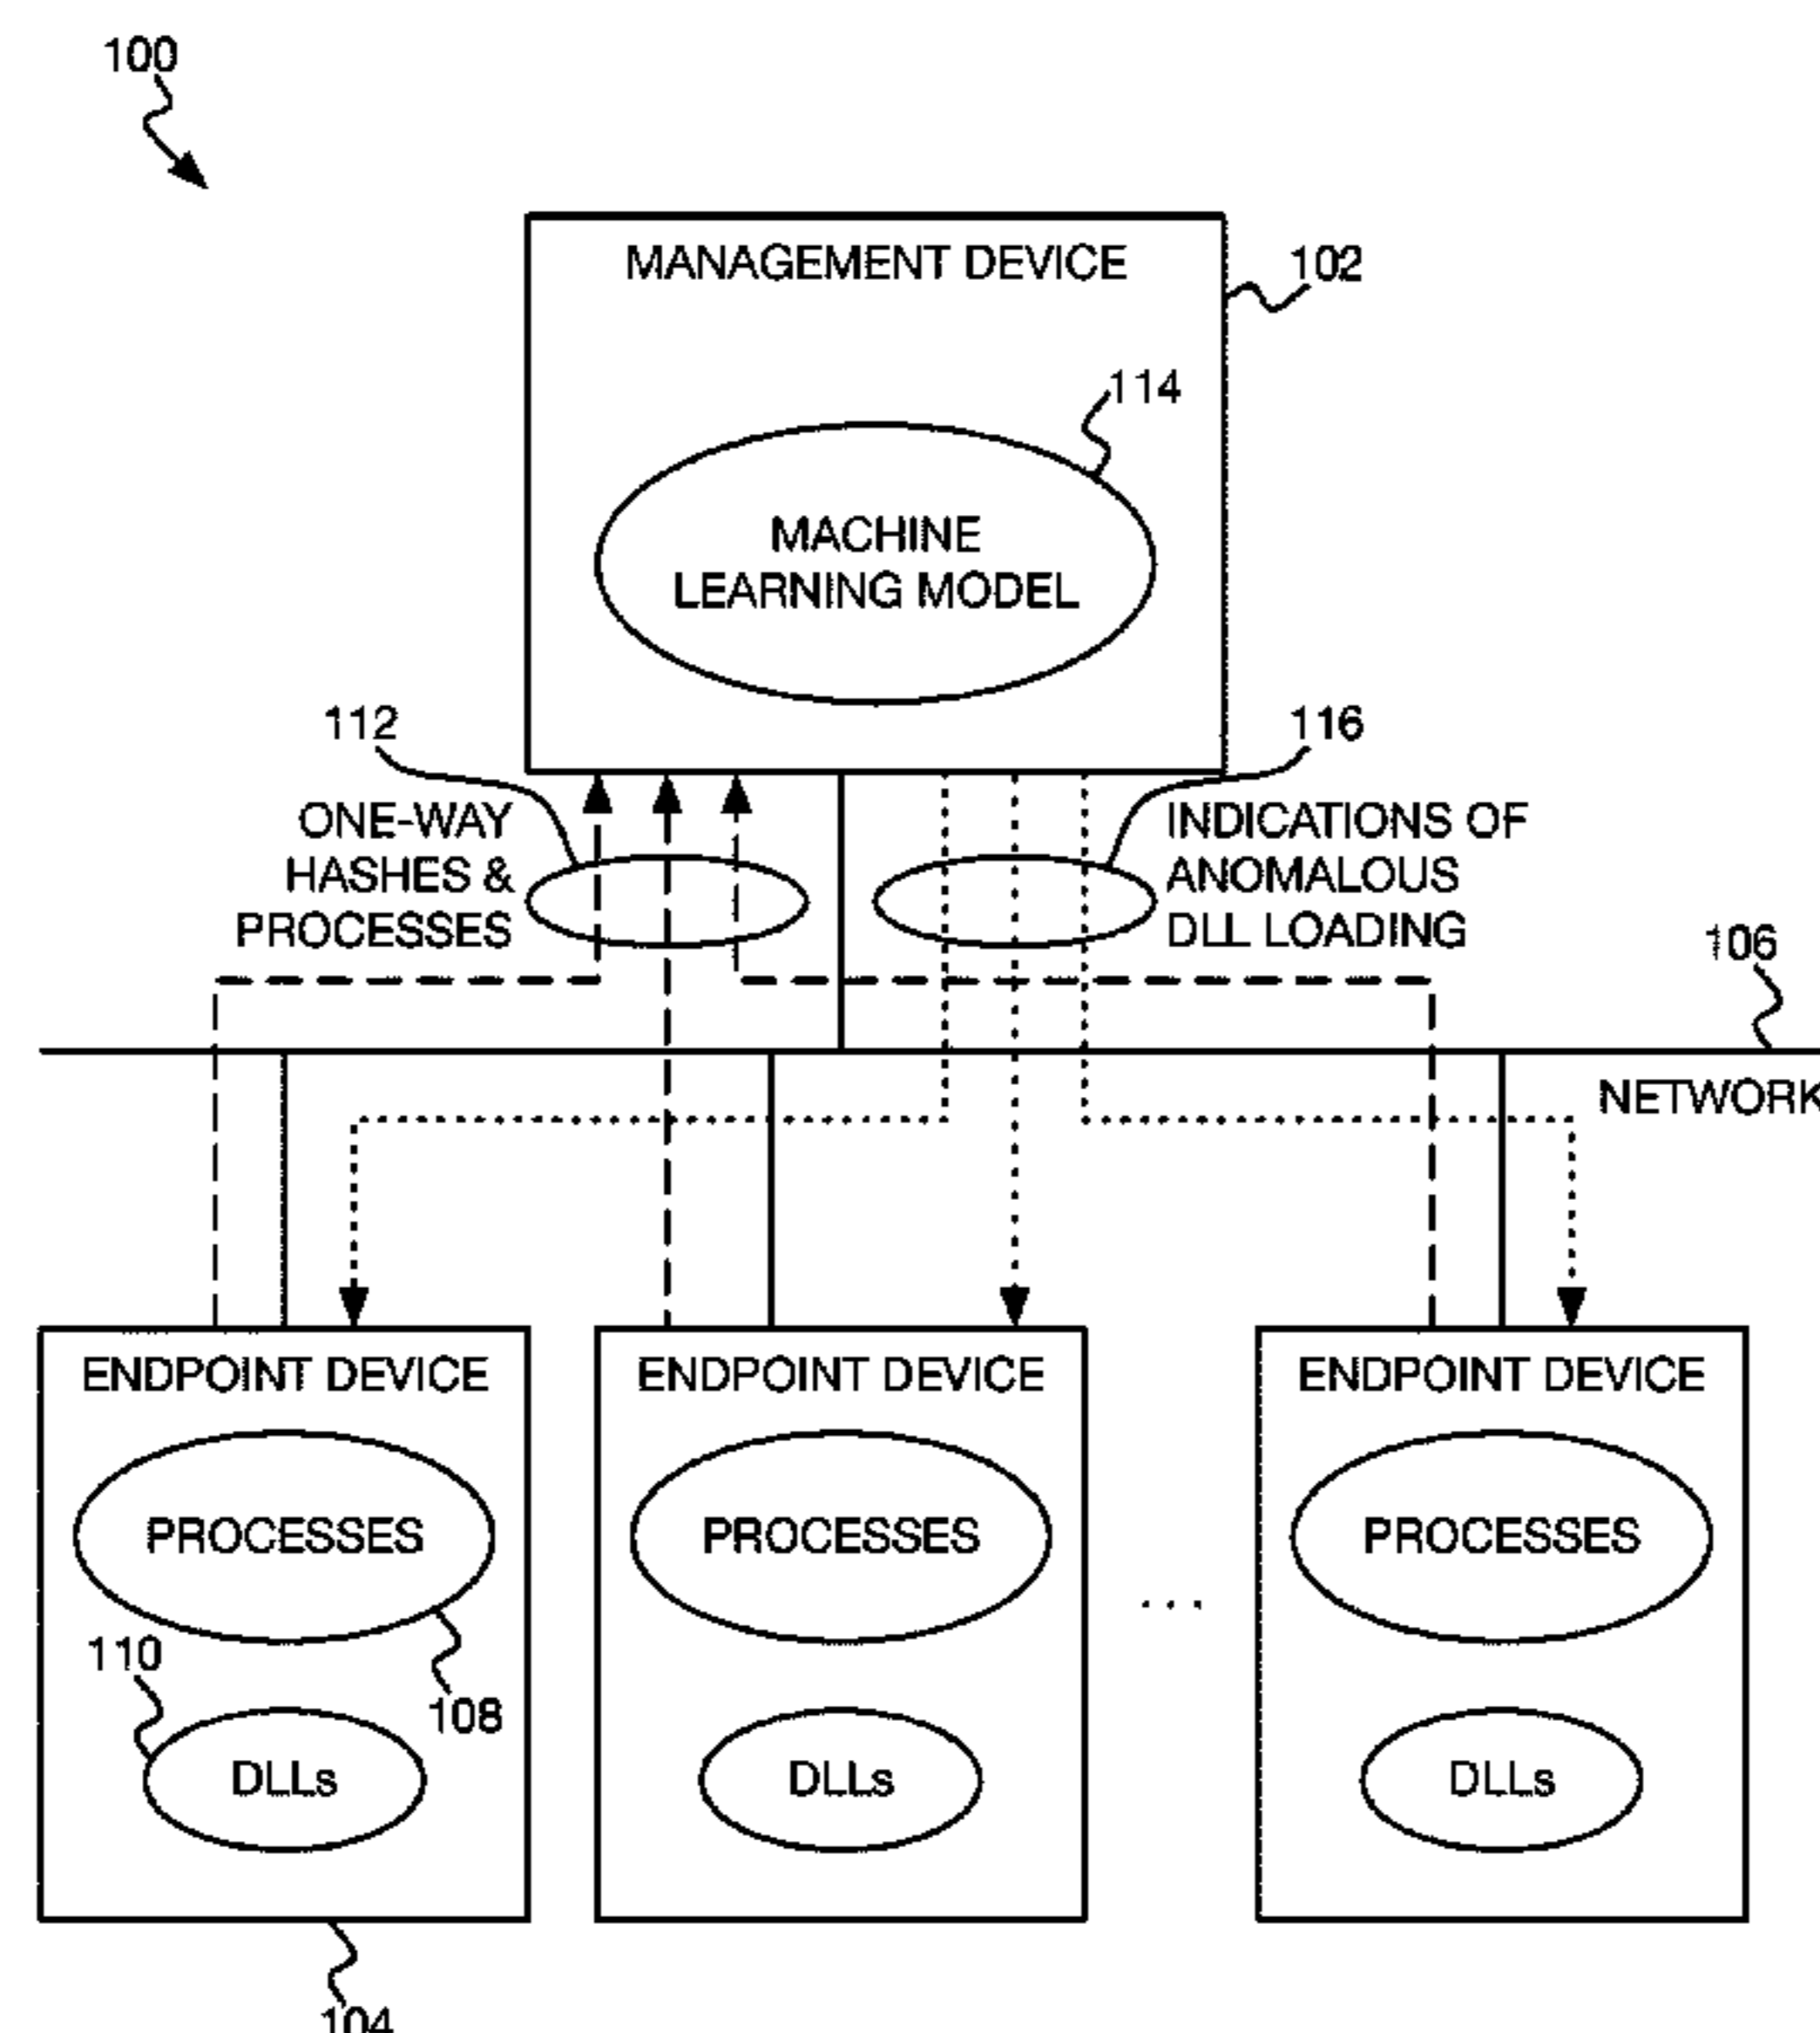 100
MANAGEMENT DEVICE
102
114
MACHINE
LEARNING MODEL
112
116
ONE-WAY
HASHES &
PROCESSES
INDICATIONS OF
ANOMALOUS
DLL LOADING
106
NETWORK
ENDPOINT DEVICE
PROCESSES
108
110
DLLs
104
ENDPOINT DEVICE
PROCESSES
DLLs
. . .
ENDPOINT DEVICE
PROCESSES
DLLs